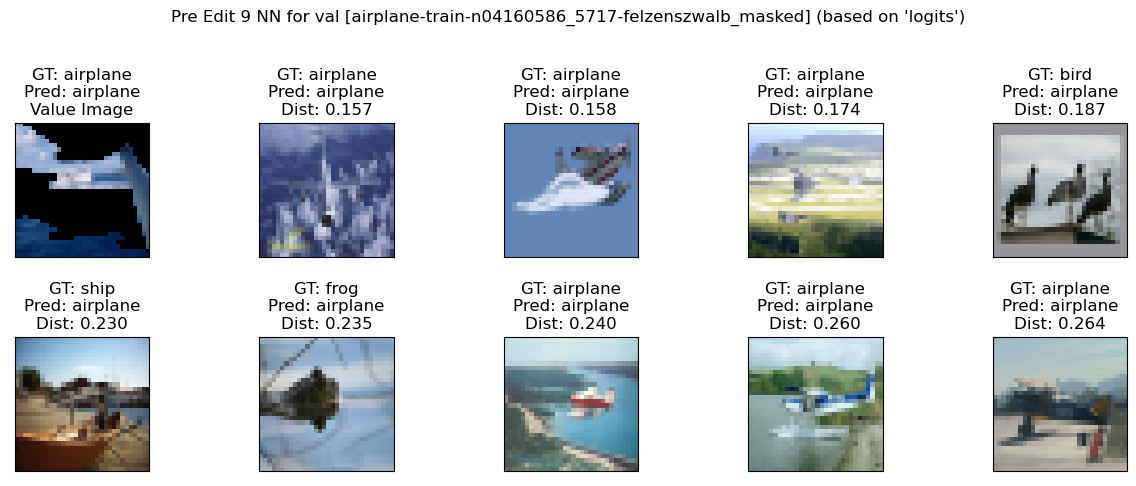 Pre Edit 9 NN for val [airplane-train-n04160586_5717-felzenszwalb_masked] (based on 'logits')
GT: airplane
Pred: airplane
Value Image
GT: airplane
Pred: airplane
Dist: 0.157
GT: airplane
Pred: airplane
Dist: 0.158
GT: airplane
Pred: airplane
Dist: 0.174
GT: bird
Pred: airplane
Dist: 0.187
GT: ship
Pred: airplane
Dist: 0.230
GT: frog
Pred: airplane
Dist: 0.235
GT: airplane
Pred: airplane
Dist: 0.240
GT: airplane
Pred: airplane
Dist: 0.260
GT: airplane
Pred: airplane
Dist: 0.264